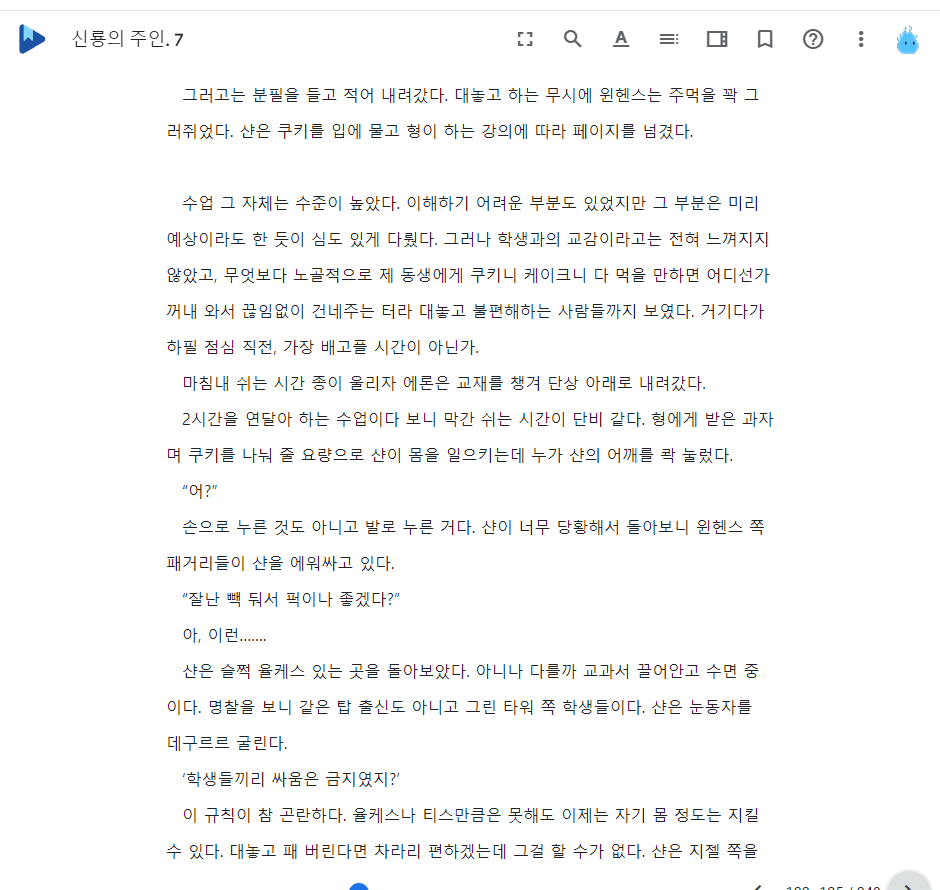 신룡의 주인. 7
그러고는 분필을 들고 적어 내려갔다. 대놓고 하는 무시에 윈헨스는 주먹을 꽉 그
러쥐었다. 샨은 쿠키를 입에 물고 형이 하는 강의에 따라 페이지를 넘겼다.
수업 그 자체는 수준이 높았다. 이해하기 어려운 부분도 있었지만 그 부분은 미리
예상이라도 한 듯이 심도 있게 다뤘다. 그러나 학생과의 교감이라고는 전혀 느껴지지
않았고, 무엇보다 노골적으로 제 동생에게 쿠키니 케이크니 다 먹을 만하면 어디선가
꺼내 와서 끊임없이 건네주는 터라 대놓고 불편해하는 사람들까지 보였다. 거기다가
하필 점심 직전, 가장 배고플 시간이 아닌가.
마침내 쉬는 시간 종이 울리자 에론은 교재를 챙겨 단상 아래로 내려갔다.
2시간을 연달아 하는 수업이다 보니 막간 쉬는 시간이 단비 같다. 형에게 받은 과자
며 쿠키를 나눠 줄 요량으로 샨이 몸을 일으키는데 누가 샨의 어깨를 콱 눌렀다.
“어?”
손으로 누른 것도 아니고 발로 누른 거다. 샨이 너무 당황해서 돌아보니 윈헨스 쪽
패거리들이 샨을 에워싸고 있다.
“잘난 빽 둬서 퍽이나 좋겠다?”
아, 이런…….
샨은 슬쩍 율케스 있는 곳을 돌아보았다. 아니나 다를까 교과서 끌어안고 수면 중
이다. 명찰을 보니 같은 탑 출신도 아니고 그린 타워 쪽 학생들이다. 샨은 눈동자를
데구르르 굴린다.
‘학생들끼리 싸움은 금지였지?’
이 규칙이 참 곤란하다. 율케스나 티스만큼은 못해도 이제는 자기 몸 정도는 지킬
수 있다. 대놓고 패 버린다면 차라리 편하겠는데 그걸 할 수가 없다. 샨은 지젤 쪽을